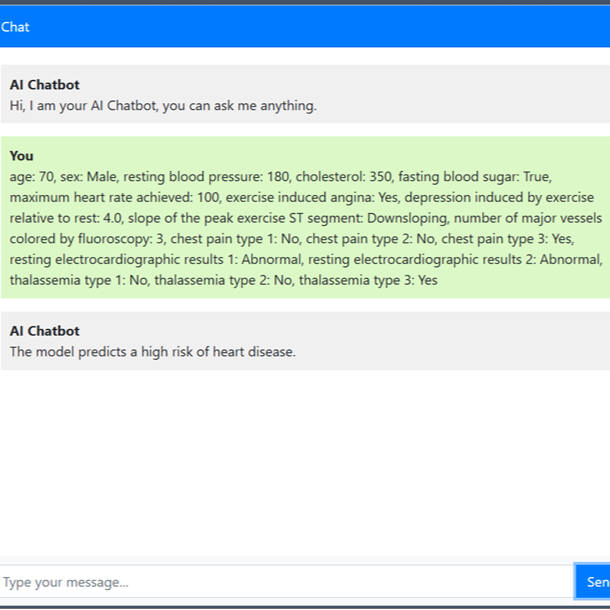 Chat
AI Chatbot
Hi, I am your AI Chatbot, you can ask me anything.
You
age: 70, sex: Male, resting blood pressure: 180, cholesterol: 350, fasting blood sugar: True,
maximum heart rate achieved: 100, exercise induced angina: Yes, depression induced by exercise
relative to rest: 4.0, slope of the peak exercise ST segment: Downsloping, number of major vessels
colored by fluoroscopy: 3, chest pain type 1: No, chest pain type 2: No, chest pain type 3: Yes,
resting electrocardiographic results 1: Abnormal, resting electrocardiographic results 2: Abnormal,
thalassemia type 1: No, thalassemia type 2: No, thalassemia type 3: Yes
AI Chatbot
The model predicts a high risk of heart disease.
Type your message...
Sen